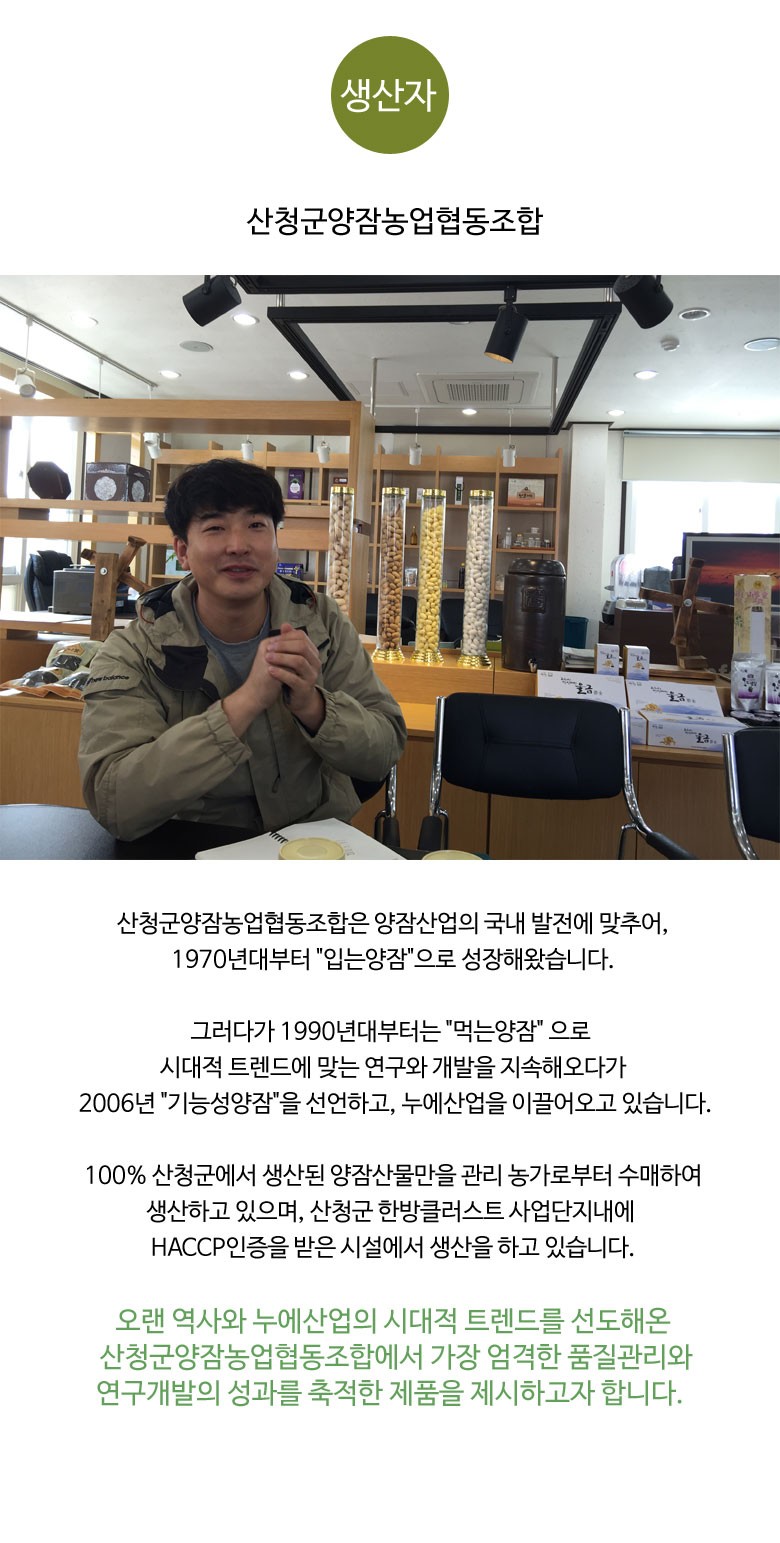 생산자
산청군양잠농업협동조합
new balance
울금
울금
산청군양잠농업협동조합은 양잠산업의 국내 발전에 맞추어,
1970년대부터 "입는양잠"으로 성장해왔습니다.
그러다가 1990년대부터는 "먹는양잠" 으로
시대적 트렌드에 맞는 연구와 개발을 지속해오다가
2006년 "기능성양잠"을 선언하고, 누에산업을 이끌어오고 있습니다.
100% 산청군에서 생산된 양잠산물만을 관리 농가로부터 수매하여
생산하고 있으며, 산청군 한방클러스트 사업단지내에
HACCP인증을 받은 시설에서 생산을 하고 있습니다.
오랜 역사와 누에산업의 시대적 트렌드를 선도해온
산청군양잠농업협동조합에서 가장 엄격한 품질관리와
연구개발의 성과를 축적한 제품을 제시하고자 합니다.